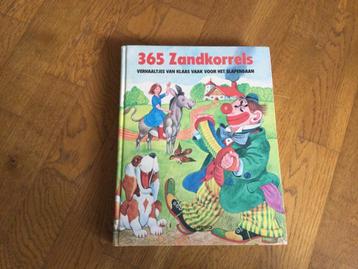 365 Zandkorrels
VERHAALTJES VAN KLAAS VAAK VOOR HET SLAPENGAAN